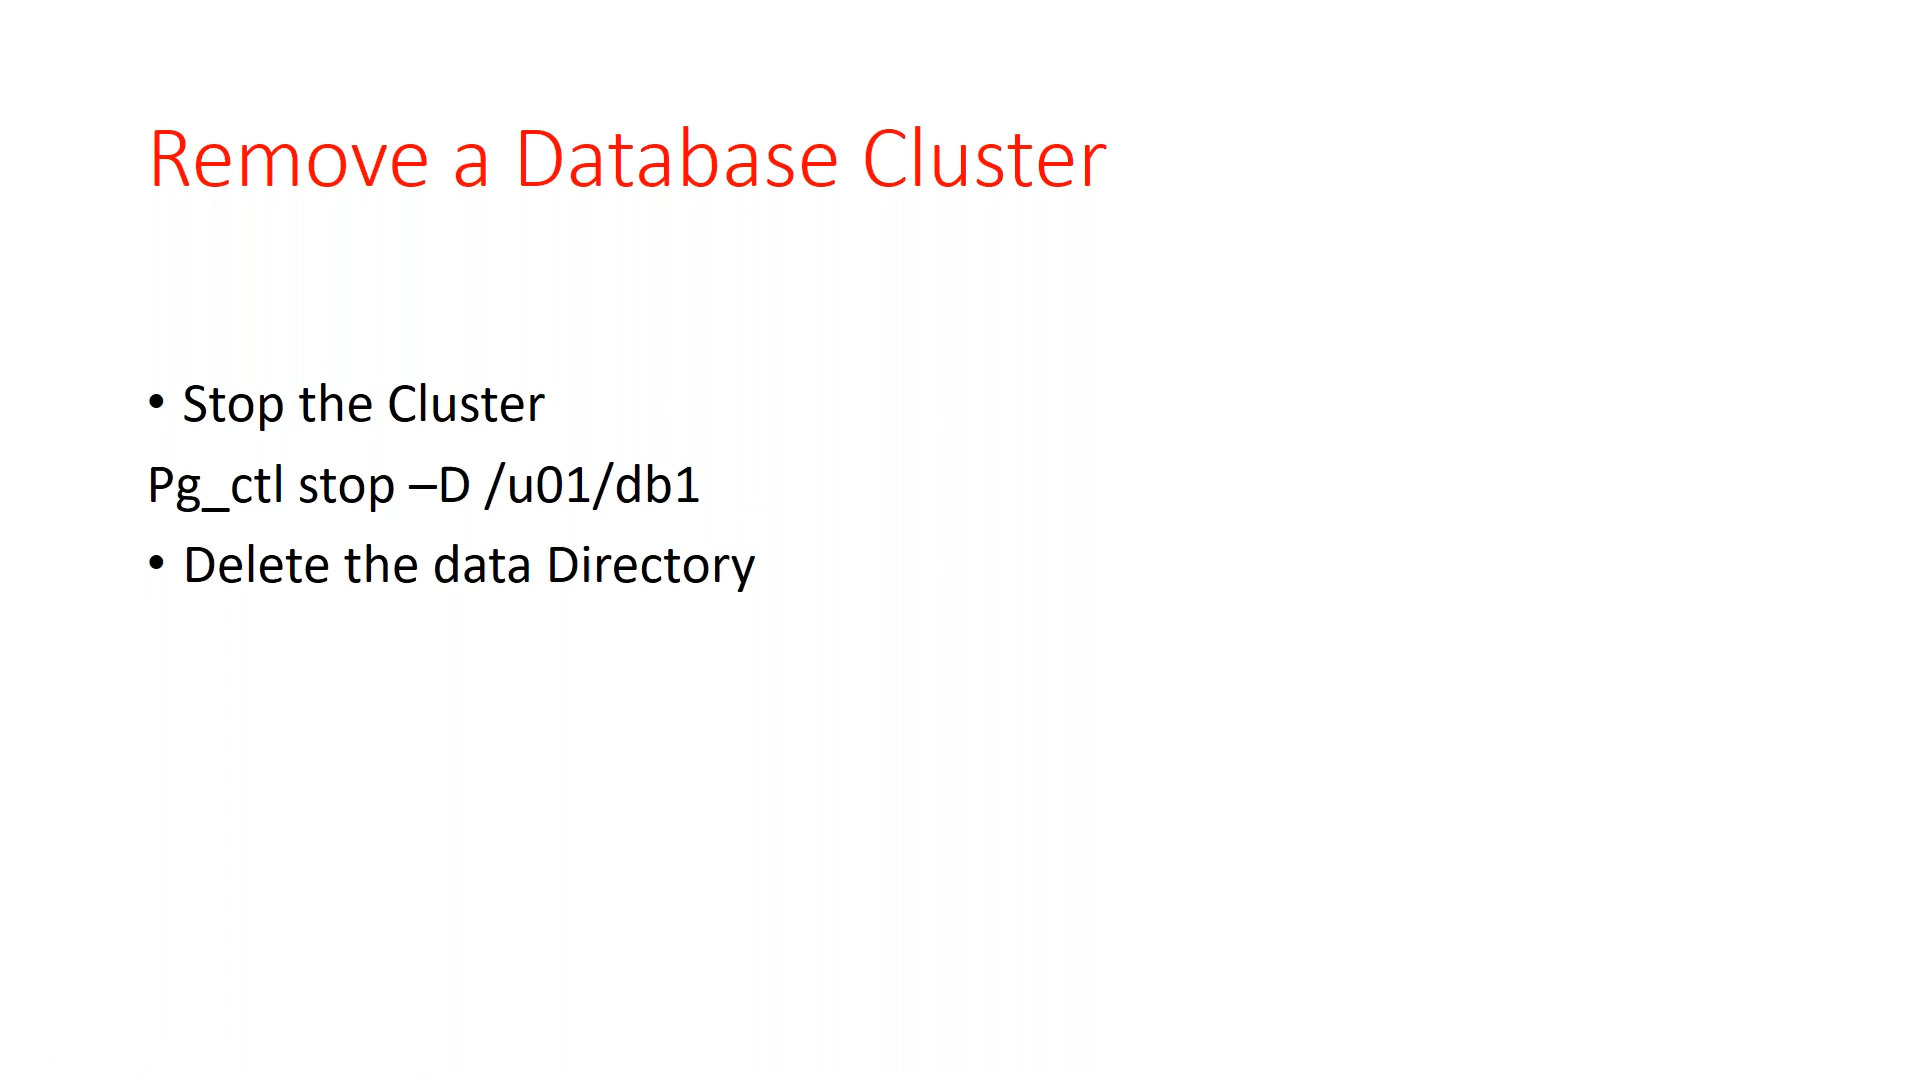 Remove a Database Cluster
• Stop the Cluster
Pg_ctl stop –D /u01/db1
• Delete the data Directory